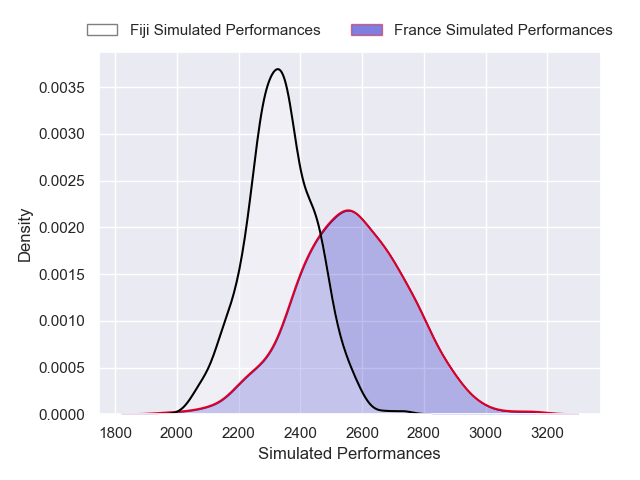 Fiji Simulated Performances
France Simulated Performances
0.0035
0.0030
0.0025
0.0020
0.0015
0.0010
0.0005
0.0000
Density
1800 2000 2200 2400 2600 2800 3000 3200
Simulated Performances